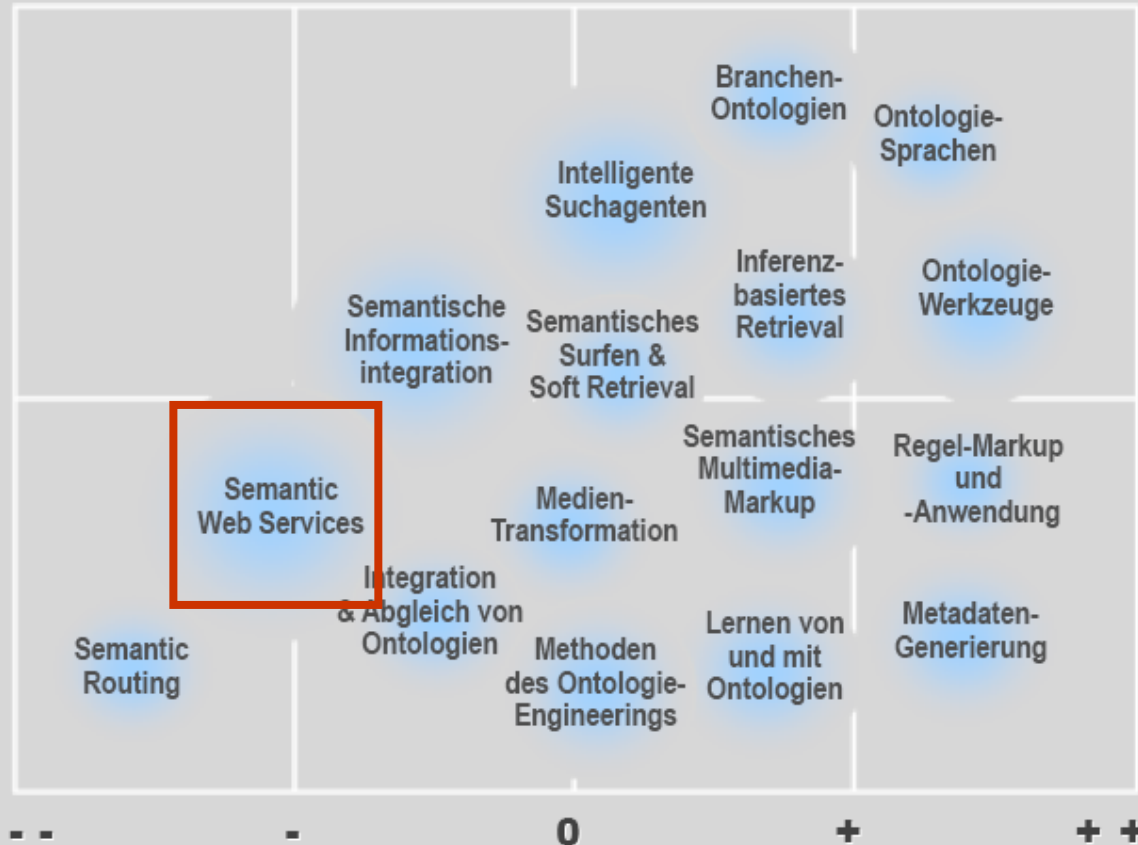 Branchen-
Ontologien
Ontologie-
Sprachen
Intelligente
Suchagenten
Inferenz-
basiertes
Retrieval
Ontologie-
Werkzeuge
Semantische
Informations-
integration
Semantisches
Surfen &
Soft Retrieval
Semantisches
Multimedia-
Markup
Regel-Markup
und
-Anwendung
Semantic
Web Services
Medien-
Transformation
Integration
& Abgleich von
Ontologien
Lernen von
und mit
Ontologien
Metadaten-
Generierung
Semantic
Routing
Methoden
des Ontologie-
Engineerings
- - - 0 + + +